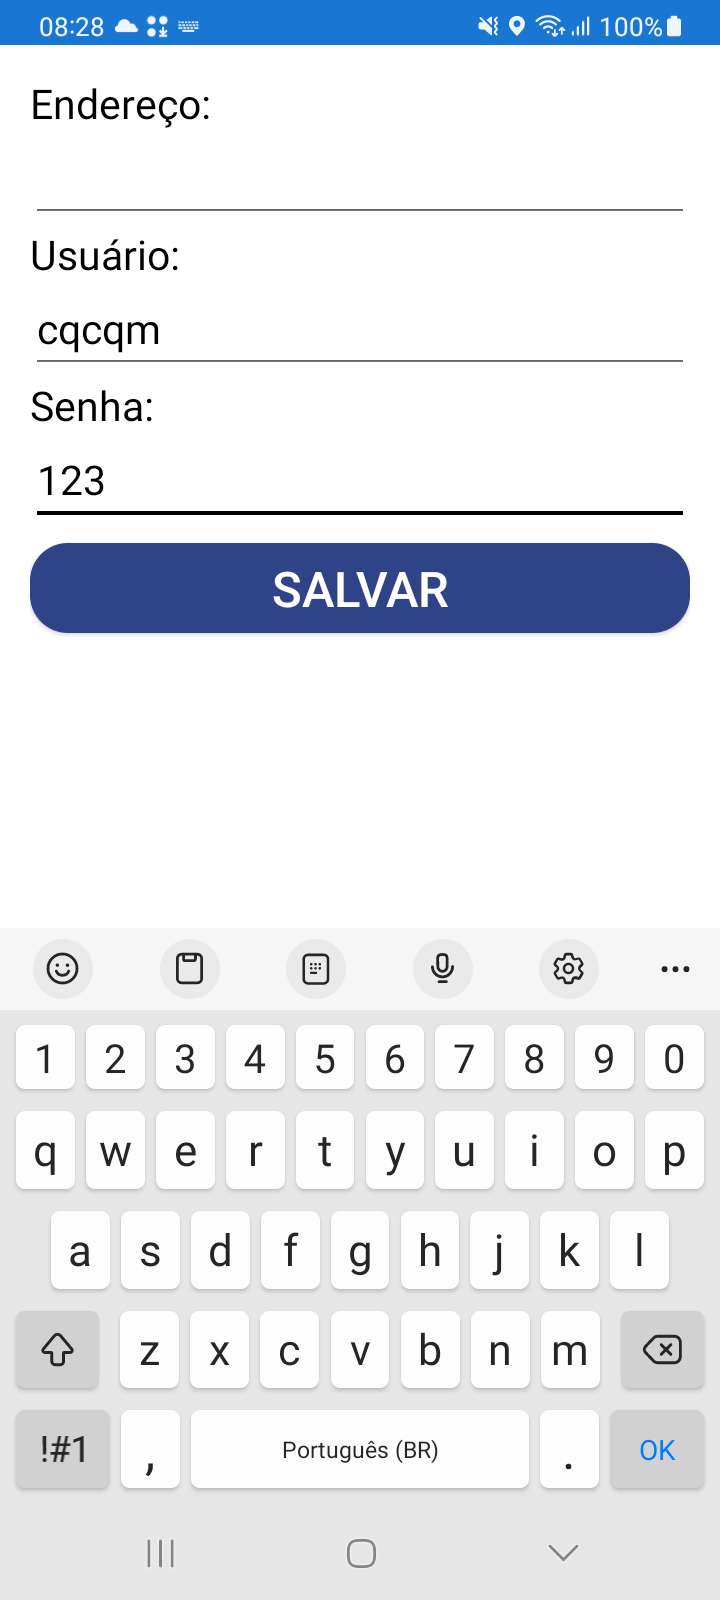 08:28 100%
Endereço:
Usuário:
cqcqm
Senha:
123
SALVAR
1 2 3 4 5 6 7 8 9 0
q w e r t y u i o p
a s d f g h j k l
z x c v b n m
!#1 , Português (BR) . OK